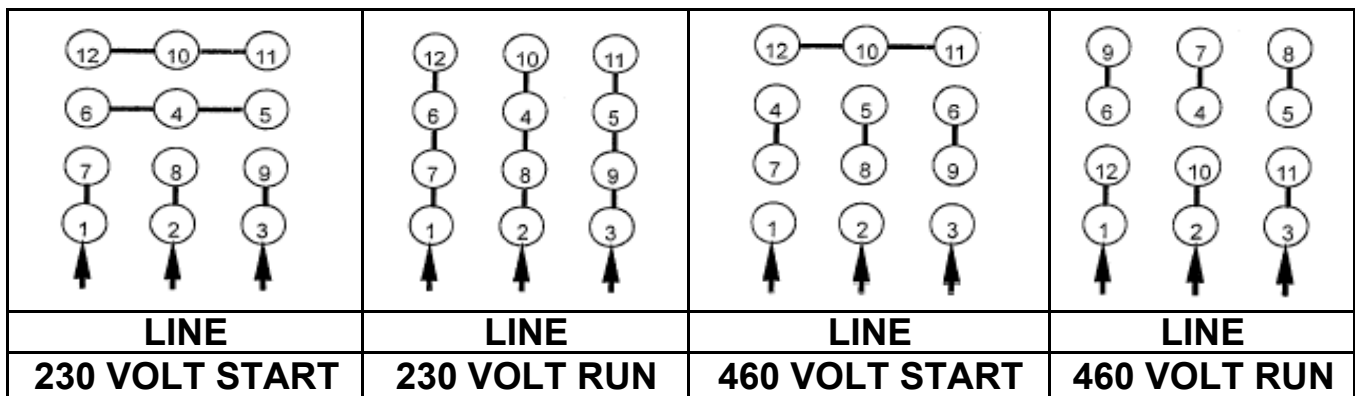 12 10 11 12 10 11 12 10 11 9 7 8
6 4 5 6 4 5 4 5 6 6 4 5
7 8 9 7 8 9 7 8 9 12 10 11
1 2 3 1 2 3 1 2 3 1 2 3
LINE LINE LINE LINE
230 VOLT START 230 VOLT RUN 460 VOLT START 460 VOLT RUN